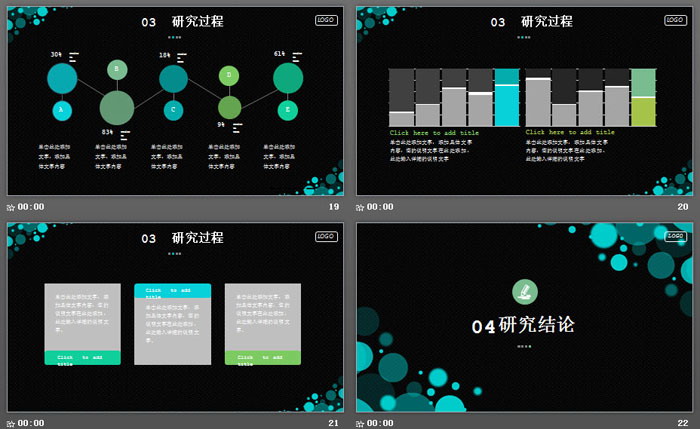 03 研究过程
LOGO
30%
B
18%
D
61%
A
83%
C
9%
E
单击此处添加 单击此处添加 单击此处添加 单击此处添加 单击此处添加
文字，添加具 文字，添加具 文字，添加具 文字，添加具 文字，添加具
体文字内容 体文字内容 体文字内容 体文字内容 体文字内容
00:00 19
03 研究过程
LOGO
Click here to add title
单击此处添加文字，添加具体文字
内容，您的说明文字在此处添加，
此处输入详细的说明文字
Click here to add title
单击此处添加文字，添加具体文字
内容，您的说明文字在此处添加，
此处输入详细的说明文字
00:00 20
03 研究过程
LOGO
单击此处添加文字，添
加具体文字内容，您的
说明文字在此处添加，
此处输入详细的说明文
字。
Click to add
title
Click to add
title
单击此处添加文字，添
加具体文字内容，您的
说明文字在此处添加，
此处输入详细的说明文
字。
单击此处添加文字，添
加具体文字内容，您的
说明文字在此处添加，
此处输入详细的说明文
字。
Click to add
title
00:00 21
LOGO
04 研究结论
00:00 22